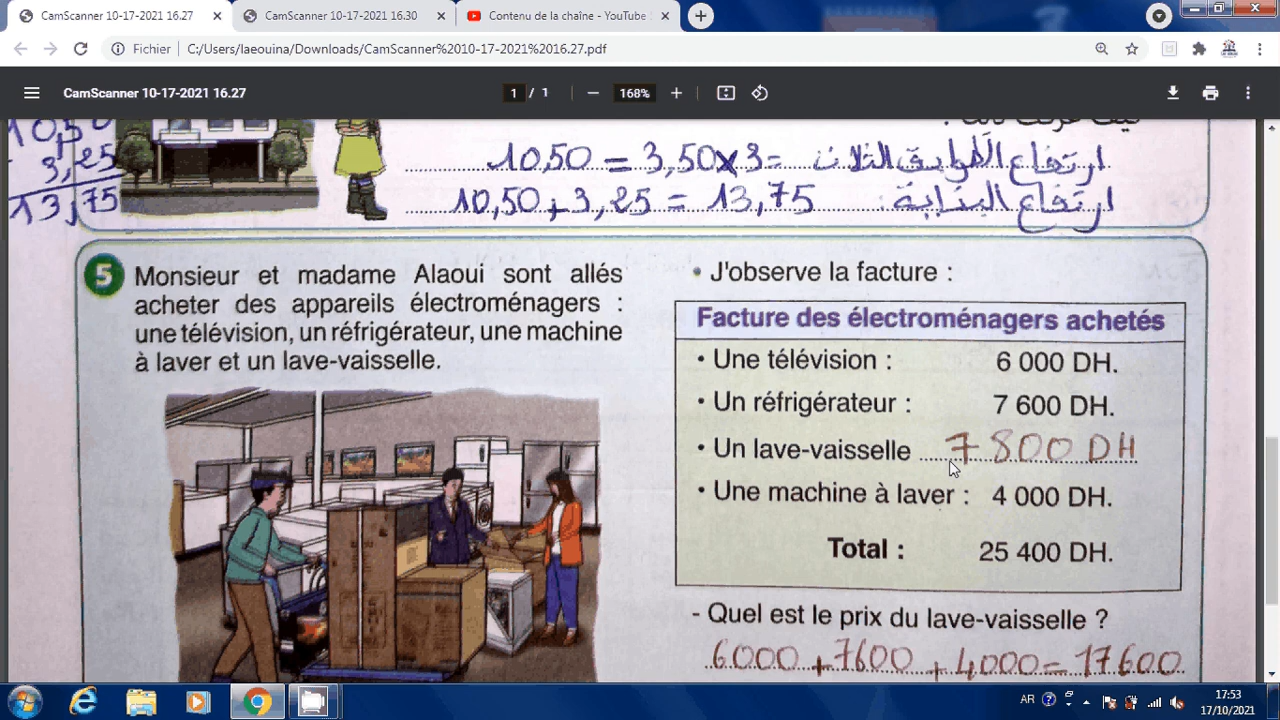 CamScanner 10-17-2021 16.27
CamScanner 10-17-2021 16.30
Contenu de la chaîne - YouTube
Fichier
C:/Users/laeouina/Downloads/CamScanner%2010-17-2021%2016.27.pdf
CamScanner 10-17-2021 16.27
1 / 1
168%
3,25
13,75
10,50 = 3,50x3= ارتفاع الطوابق الثلاث
10,50 + 3,25 = 13,75 ارتفاع البناية:
5
Monsieur et madame Alaoui sont allés
acheter des appareils électroménagers :
une télévision, un réfrigérateur, une machine
à laver et un lave-vaisselle.
• J'observe la facture :
Facture des électroménagers achetés
• Une télévision : 6 000 DH.
• Un réfrigérateur : 7 600 DH.
• Un lave-vaisselle 7 800 DH
• Une machine à laver : 4 000 DH.
Total : 25 400 DH.
- Quel est le prix du lave-vaisselle ?
6000 + 7600 + 4000 = 17600
AR
17:53
17/10/2021